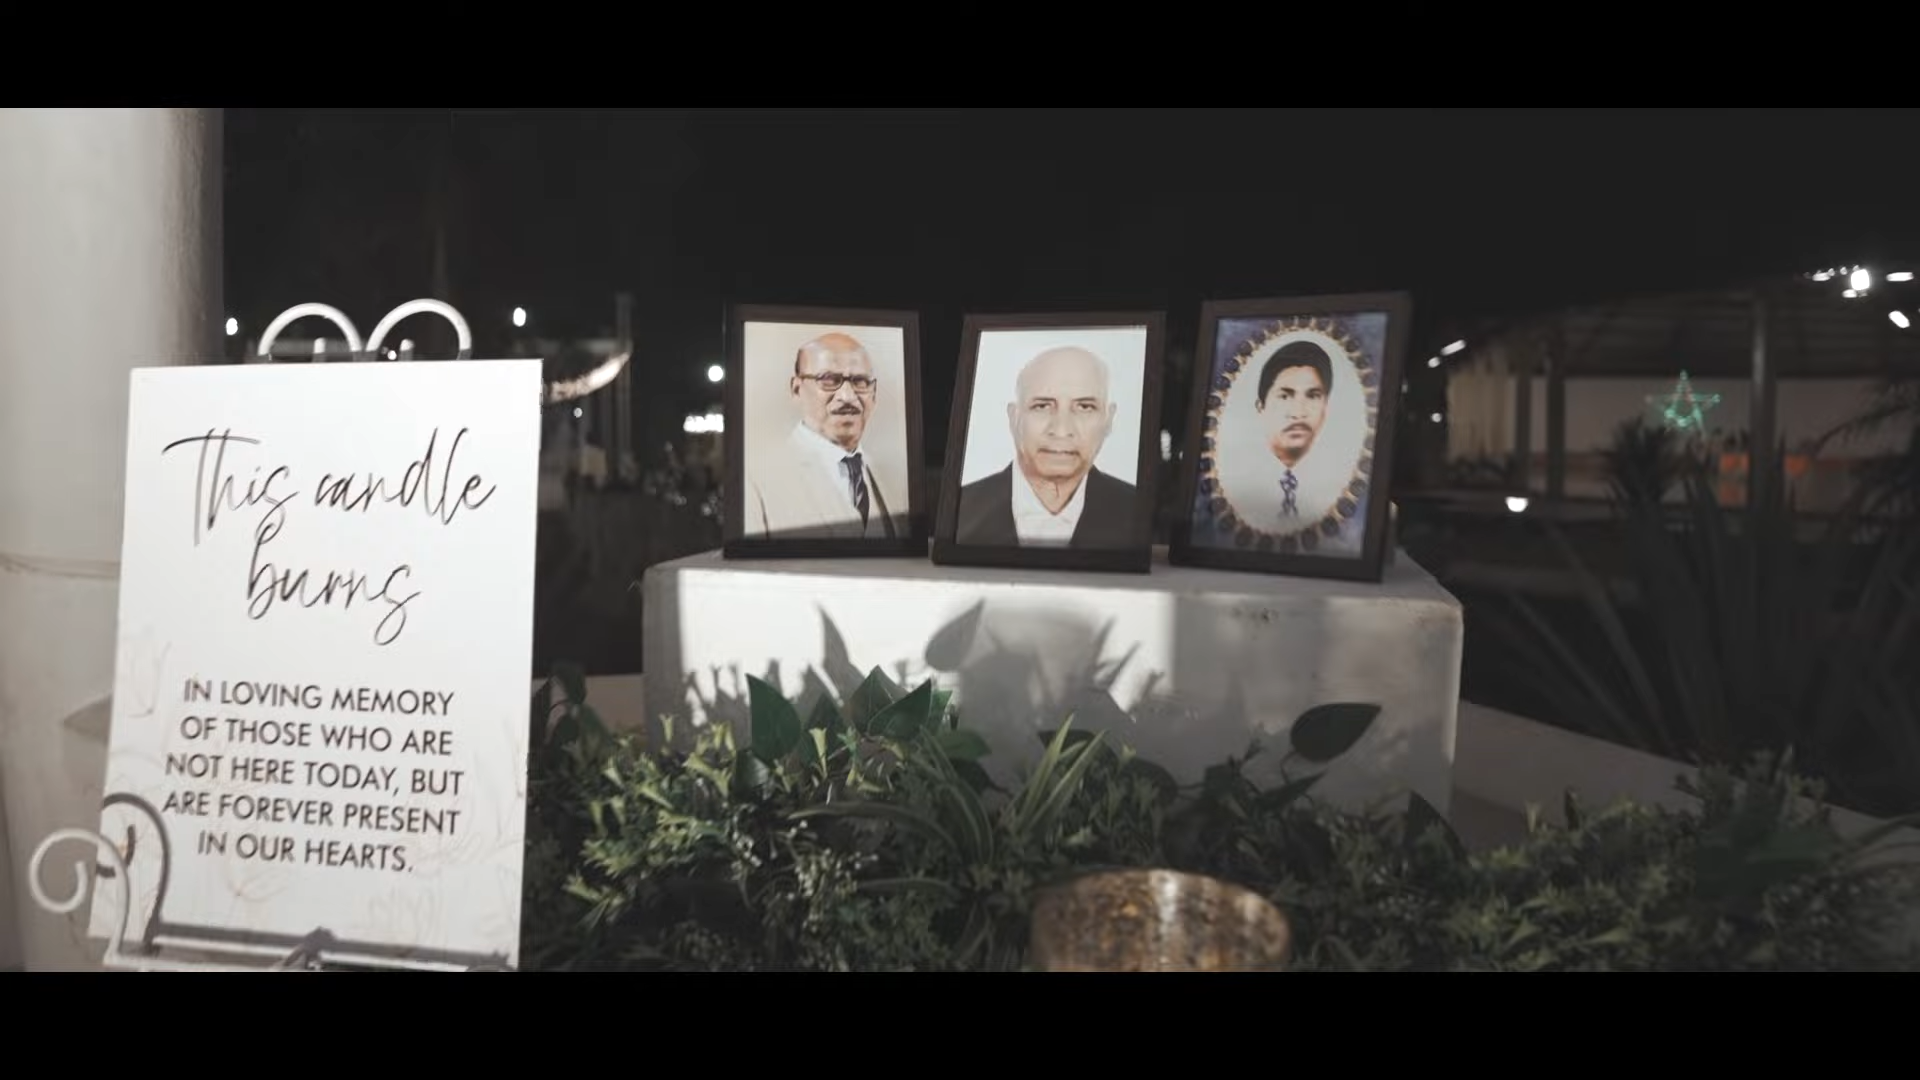 This candle
burns
IN LOVING MEMORY
OF THOSE WHO ARE
NOT HERE TODAY, BUT
ARE FOREVER PRESENT
IN OUR HEARTS.